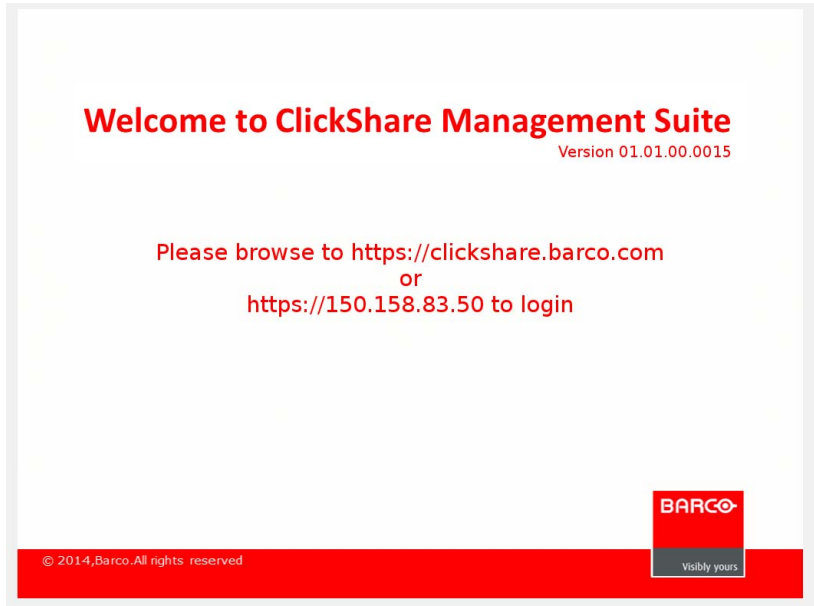 Welcome to ClickShare Management Suite
Version 01.01.00.0015
Please browse to https://clickshare.barco.com
or
https://150.158.83.50 to login
BARCO
© 2014,Barco.All rights reserved
Visibly yours